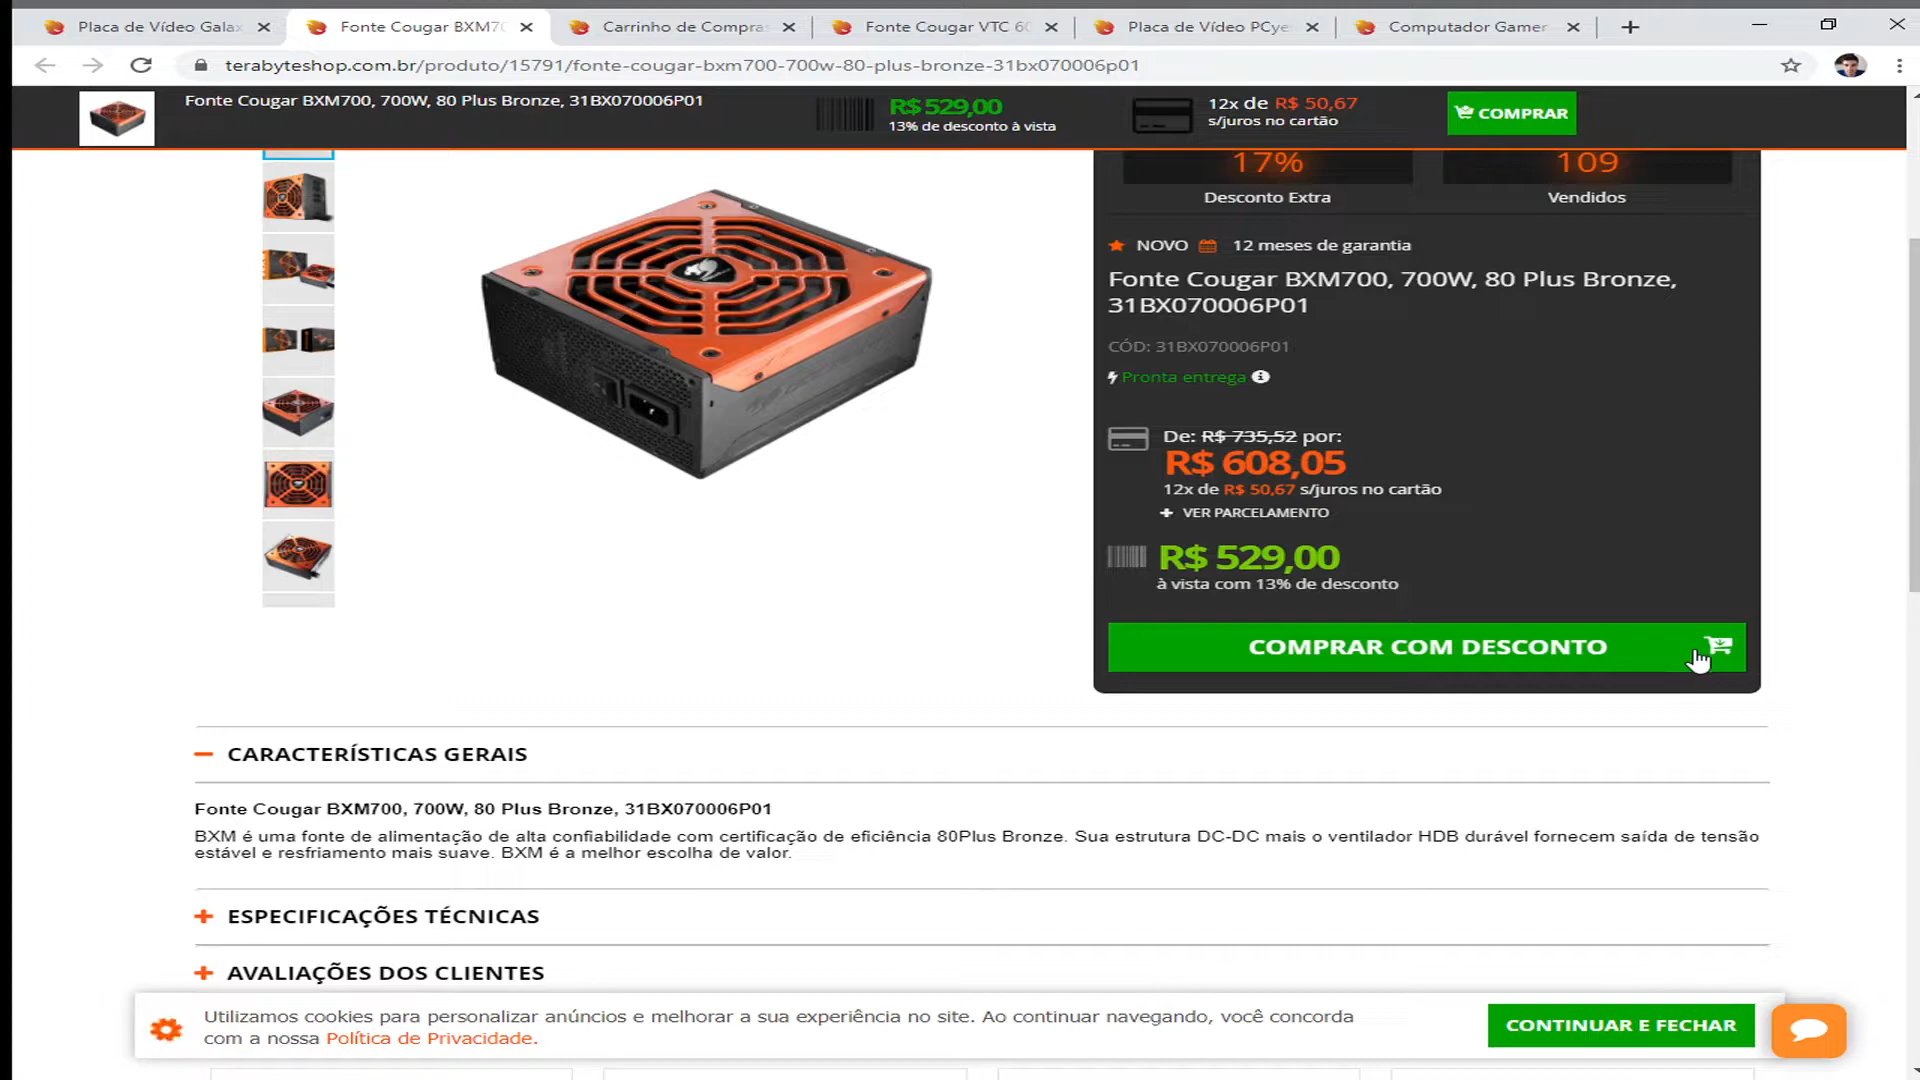 Placa de Vídeo Galax
Fonte Cougar BXM70
Carrinho de Compras
Fonte Cougar VTC 60
Placa de Vídeo PCye
Computador Gamer
terabyteshop.com.br/produto/15791/fonte-cougar-bxm700-700w-80-plus-bronze-31bx070006p01
Fonte Cougar BXM700, 700W, 80 Plus Bronze, 31BX070006P01
R$ 529,00
13% de desconto à vista
12x de R$ 50,67
s/juros no cartão
COMPRAR
17%
Desconto Extra
109
Vendidos
NOVO 12 meses de garantia
Fonte Cougar BXM700, 700W, 80 Plus Bronze,
31BX070006P01
CÓD: 31BX070006P01
Pronta entrega
De: R$ 735,52 por:
R$ 608,05
12x de R$ 50,67 s/juros no cartão
+ VER PARCELAMENTO
R$ 529,00
à vista com 13% de desconto
COMPRAR COM DESCONTO
CARACTERÍSTICAS GERAIS
Fonte Cougar BXM700, 700W, 80 Plus Bronze, 31BX070006P01
BXM é uma fonte de alimentação de alta confiabilidade com certificação de eficiência 80Plus Bronze. Sua estrutura DC-DC mais o ventilador HDB durável fornecem saída de tensão
estável e resfriamento mais suave. BXM é a melhor escolha de valor.
ESPECIFICAÇÕES TÉCNICAS
AVALIAÇÕES DOS CLIENTES
Utilizamos cookies para personalizar anúncios e melhorar a sua experiência no site. Ao continuar navegando, você concorda
com a nossa Política de Privacidade.
CONTINUAR E FECHAR